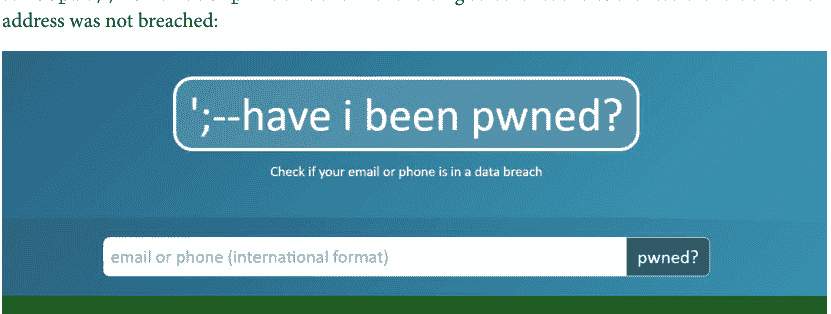 address was not breached:
';--have i been pwned?
Check if your email or phone is in a data breach
email or phone (international format)
pwned?